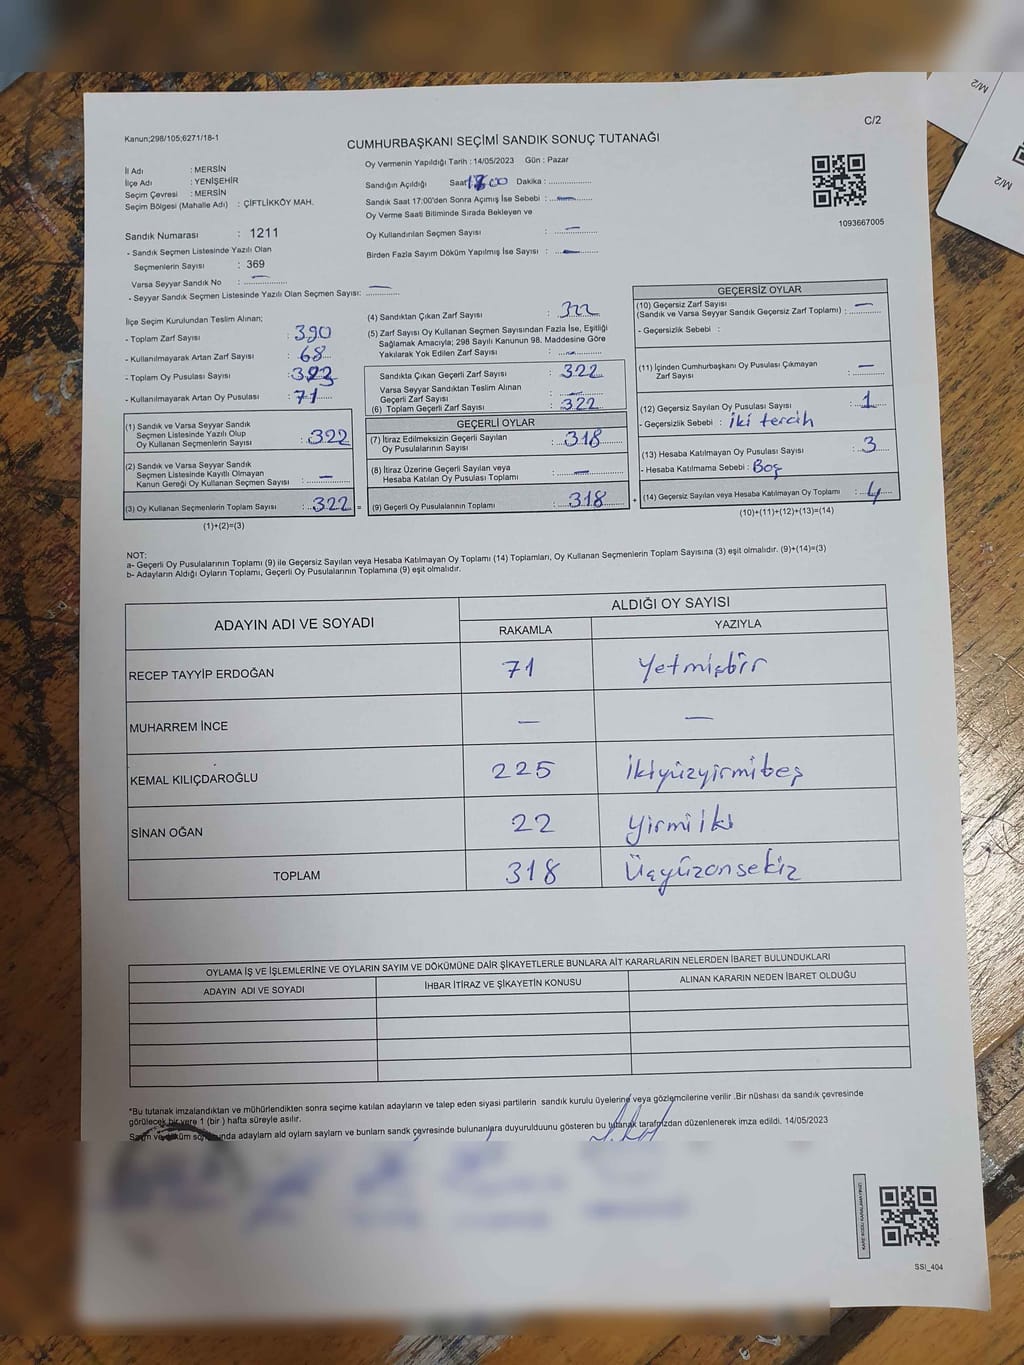 Kanun;298/105;6271/18-1
C/2
CUMHURBAŞKANI SEÇİMİ SANDIK SONUÇ TUTANAĞI
İl Adı : MERSİN
İlçe Adı : YENİŞEHİR
Seçim Çevresi : MERSİN
Seçim Bölgesi (Mahalle Adı) : ÇİFTLİKKÖY MAH.
Sandık Numarası : 1211
- Sandık Seçmen Listesinde Yazılı Olan
Seçmenlerin Sayısı : 369
Varsa Seyyar Sandık No : —
- Seyyar Sandık Seçmen Listesinde Yazılı Olan Seçmen Sayısı: —
Oy Vermenin Yapıldığı Tarih : 14/05/2023 Gün : Pazar
Sandığın Açıldığı Saat Dakika :
Sandık Saat 17:00'den Sonra Açımış İse Sebebi : —
Oy Verme Saati Bitiminde Sırada Bekleyen ve
Oy Kullandırılan Seçmen Sayısı : —
Birden Fazla Sayım Döküm Yapılmış İse Sayısı : —
1093667005
İlçe Seçim Kurulundan Teslim Alınan;
- Toplam Zarf Sayısı : 390
- Kullanılmayarak Artan Zarf Sayısı : 68
- Toplam Oy Pusulası Sayısı :
- Kullanılmayarak Artan Oy Pusulası : 71
(1) Sandık ve Varsa Seyyar Sandık
Seçmen Listesinde Yazılı Olup
Oy Kullanan Seçmenlerin Sayısı : 322
(2) Sandık ve Varsa Seyyar Sandık
Seçmen Listesinde Kayıtlı Olmayan
Kanun Gereği Oy Kullanan Seçmen Sayısı : —
(3) Oy Kullanan Seçmenlerin Toplam Sayısı : 322 =
(1)+(2)=(3)
(4) Sandıktan Çıkan Zarf Sayısı : 322
(5) Zarf Sayısı Oy Kullanan Seçmen Sayısından Fazla İse, Eşitliği
Sağlamak Amacıyla; 298 Sayılı Kanunun 98. Maddesine Göre
Yakılarak Yok Edilen Zarf Sayısı : —
Sandıkta Çıkan Geçerli Zarf Sayısı : 322
Varsa Seyyar Sandıktan Teslim Alınan
Geçerli Zarf Sayısı : —
(6) Toplam Geçerli Zarf Sayısı : 322
GEÇERLİ OYLAR
(7) İtiraz Edilmeksizin Geçerli Sayılan
Oy Pusulalarının Sayısı : 318
(8) İtiraz Üzerine Geçerli Sayılan veya
Hesaba Katılan Oy Pusulası Toplamı : —
(9) Geçerli Oy Pusulalarının Toplamı : 318 +
GEÇERSİZ OYLAR
(10) Geçersiz Zarf Sayısı
(Sandık ve Varsa Seyyar Sandık Geçersiz Zarf Toplamı) : —
- Geçersizlik Sebebi :
(11) İçinden Cumhurbaşkanı Oy Pusulası Çıkmayan
Zarf Sayısı : —
(12) Geçersiz Sayılan Oy Pusulası Sayısı : 1
- Geçersizlik Sebebi : iki tercih
(13) Hesaba Katılmayan Oy Pusulası Sayısı : 3
- Hesaba Katılmama Sebebi : Boş
(14) Geçersiz Sayılan veya Hesaba Katılmayan Oy Toplamı : 4
(10)+(11)+(12)+(13)=(14)
NOT:
a- Geçerli Oy Pusulalarının Toplamı (9) ile Geçersiz Sayılan veya Hesaba Katılmayan Oy Toplamı (14) Toplamları, Oy Kullanan Seçmenlerin Toplam Sayısına (3) eşit olmalıdır. (9)+(14)=(3)
b- Adayların Aldığı Oyların Toplamı, Geçerli Oy Pusulalarının Toplamına (9) eşit olmalıdır.
ADAYIN ADI VE SOYADI ALDIĞI OY SAYISI
RAKAMLA YAZIYLA
RECEP TAYYİP ERDOĞAN 71 Yetmişbir
MUHARREM İNCE — —
KEMAL KILIÇDAROĞLU 225 İkiyüzyirmibeş
SİNAN OĞAN 22 Yirmiiki
TOPLAM 318 Üçyüzonsekiz
OYLAMA İŞ VE İŞLEMLERİNE VE OYLARIN SAYIM VE DÖKÜMÜNE DAİR ŞİKAYETLERLE BUNLARA AİT KARARLARIN NELERDEN İBARET BULUNDUKLARI
ADAYIN ADI VE SOYADI İHBAR İTİRAZ VE ŞİKAYETİN KONUSU ALINAN KARARIN NEDEN İBARET OLDUĞU
*Bu tutanak imzalandıktan ve mühürlendikten sonra seçime katılan adayların ve talep eden siyasi partilerin sandık kurulu üyelerine veya gözlemcilerine verilir .Bir nüshası da sandık çevresinde
görülecek bir yere 1 (bir ) hafta süreyle asılır.
Sayım ve döküm adaylarn ald oylarn saylarn ve bunlarn sandk çevresinde bulunanlara duyurulduunu gösteren bu tutanak tarafmzdan düzenlenerek imza edildi. 14/05/2023
SSI_404
M/2
M/2